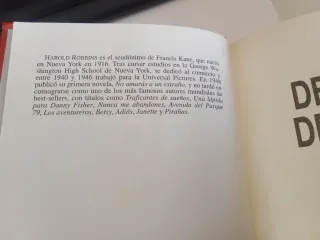 HAROLD ROBBINS es el seudónimo de Francis Kane, que nació
en Nueva York en 1916. Tras cursar estudios en la George Wa-
shington High School de Nueva York, se dedicó al comercio y
entre 1940 y 1946 trabajó para la Universal Pictures. En 1948
publicó su primera novela, No amarás a un extraño, y no tardó en
consagrarse como uno de los más famosos autores mundiales de
best-sellers, con títulos como Traficantes de sueños, Una lápida
para Danny Fisher, Nunca me abandones, Avenida del Parque
79, Los aventureros, Betsy, Adiós, Janette y Pirañas.
DE
DE